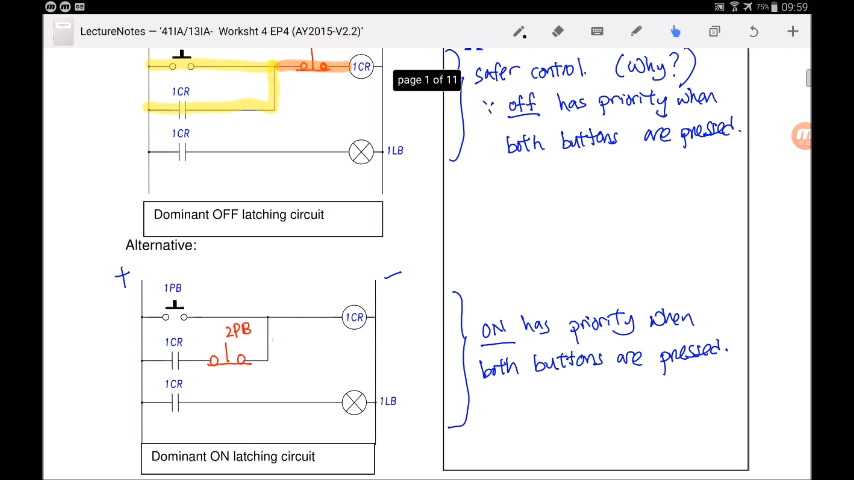 75% 09:59
LectureNotes – ‘41IA/13IA- Worksht 4 EP4 (AY2015-V2.2)’
1CR
page 1 of 11
1CR
1CR
1LB
safer control. (Why?)
∵ off has priority when
both buttons are pressed.
Dominant OFF latching circuit
Alternative:
+ –
1PB
1CR
2PB
1CR
1CR
1LB
ON has priority when
both buttons are pressed.
Dominant ON latching circuit